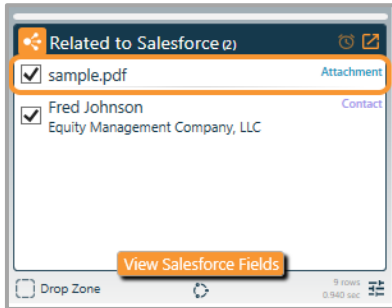 Related to Salesforce (2)
sample.pdf Attachment
Fred Johnson Contact
Equity Management Company, LLC
View Salesforce Fields
Drop Zone 9 rows
0.940 sec